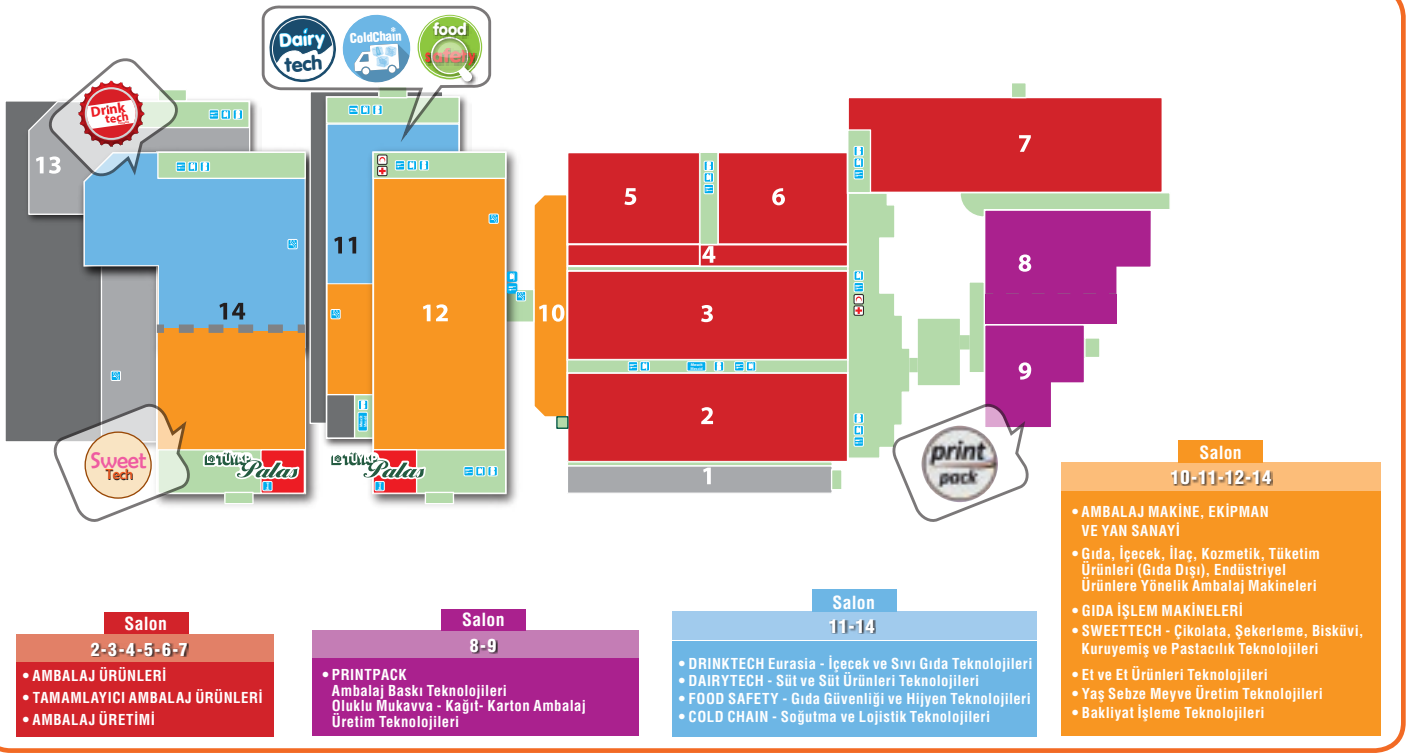 Dairy
tech
ColdChain
food
safety
Drink
tech
13
14
11
12
10
5
6
4
3
2
1
7
8
9
Sweet
Tech
TÜYAP
Palas
TÜYAP
Palas
print
pack
Salon
2-3-4-5-6-7
• AMBALAJ ÜRÜNLERİ
• TAMAMLAYICI AMBALAJ ÜRÜNLERİ
• AMBALAJ ÜRETİMİ
Salon
8-9
• PRINTPACK
Ambalaj Baskı Teknolojileri
Oluklu Mukavva - Kağıt- Karton Ambalaj
Üretim Teknolojileri
Salon
11-14
• DRINKTECH Eurasia - İçecek ve Sıvı Gıda Teknolojileri
• DAIRYTECH - Süt ve Süt Ürünleri Teknolojileri
• FOOD SAFETY - Gıda Güvenliği ve Hijyen Teknolojileri
• COLD CHAIN - Soğutma ve Lojistik Teknolojileri
Salon
10-11-12-14
• AMBALAJ MAKİNE, EKİPMAN
VE YAN SANAYİ
• Gıda, İçecek, İlaç, Kozmetik, Tüketim
Ürünleri (Gıda Dışı), Endüstriyel
Ürünlere Yönelik Ambalaj Makineleri
• GIDA İŞLEM MAKİNELERİ
• SWEETTECH - Çikolata, Şekerleme, Bisküvi,
Kuruyemiş ve Pastacılık Teknolojileri
• Et ve Et Ürünleri Teknolojileri
• Yaş Sebze Meyve Üretim Teknolojileri
• Bakliyat İşleme Teknolojileri